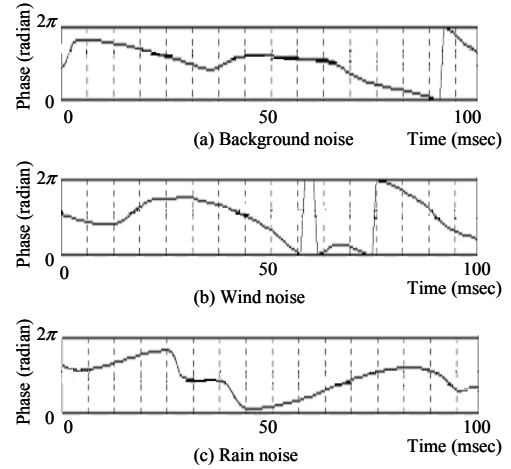 2π
Phase (radian)
0
0 50 100
(a) Background noise Time (msec)
2π
Phase (radian)
0
0 50 100
(b) Wind noise Time (msec)
2π
Phase (radian)
0
0 50 100
(c) Rain noise Time (msec)